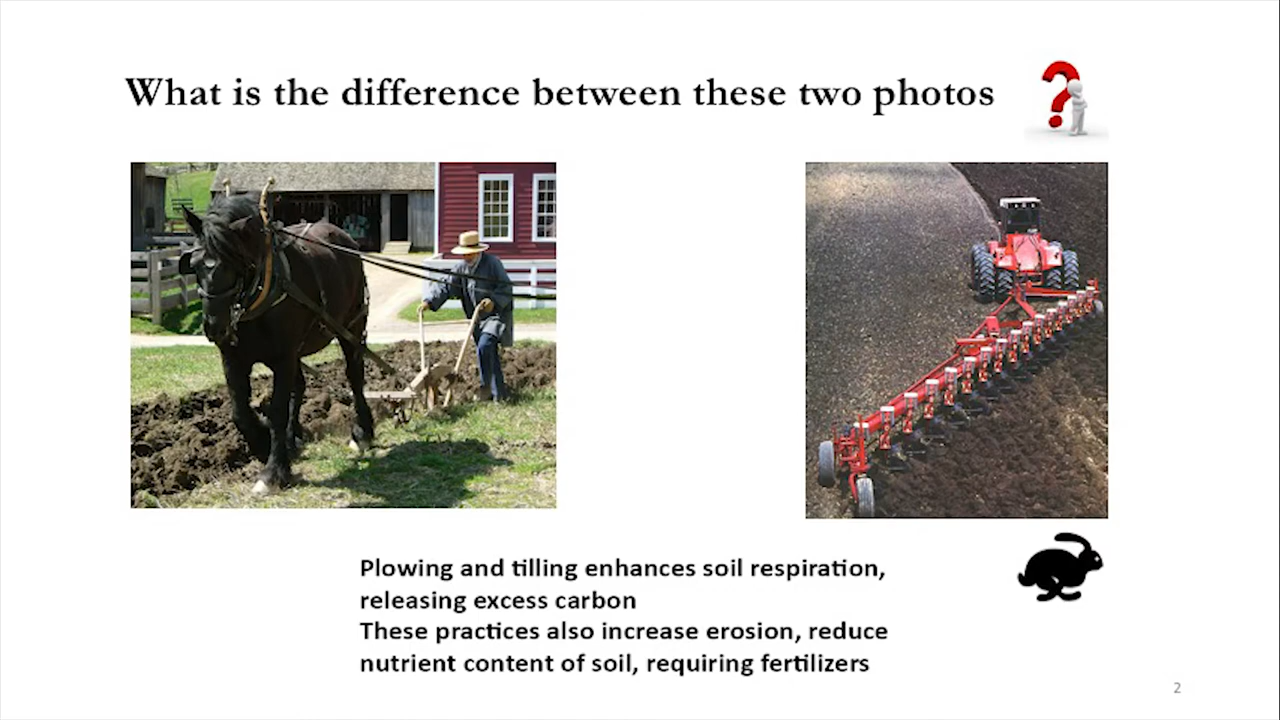 What is the difference between these two photos
Plowing and tilling enhances soil respiration,
releasing excess carbon
These practices also increase erosion, reduce
nutrient content of soil, requiring fertilizers
2